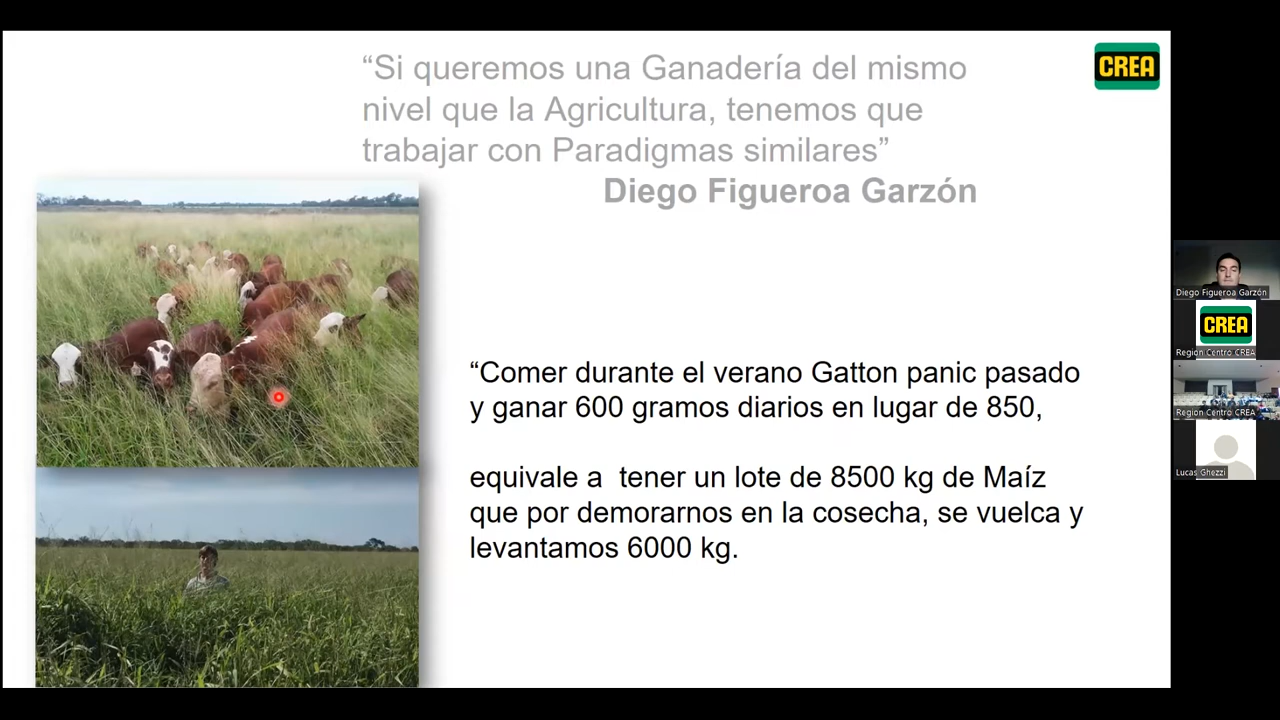 “Si queremos una Ganadería del mismo
nivel que la Agricultura, tenemos que
trabajar con Paradigmas similares”
Diego Figueroa Garzón
CREA
“Comer durante el verano Gatton panic pasado
y ganar 600 gramos diarios en lugar de 850,
equivale a  tener un lote de 8500 kg de Maíz
que por demorarnos en la cosecha, se vuelca y
levantamos 6000 kg.
Diego Figueroa Garzón
CREA
Region Centro CREA
Region Centro CREA
Lucas Ghezzi